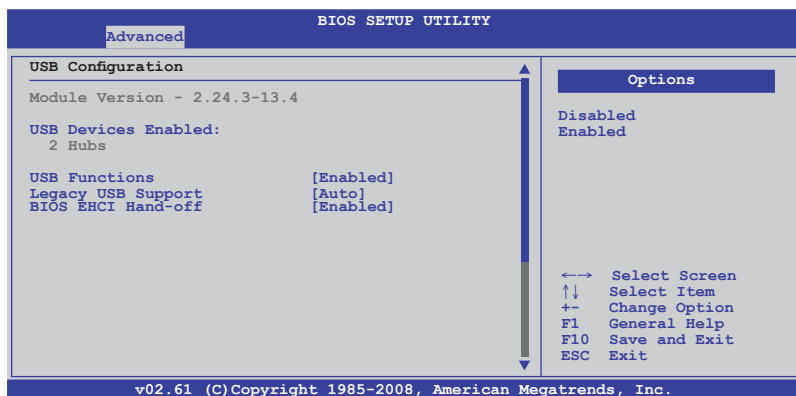 BIOS SETUP UTILITY
Advanced
USB Configuration
Module Version - 2.24.3-13.4
USB Devices Enabled:
2 Hubs
USB Functions [Enabled]
Legacy USB Support [Auto]
BIOS EHCI Hand-off [Enabled]
Options
Disabled
Enabled
←→ Select Screen
↑↓ Select Item
+- Change Option
F1 General Help
F10 Save and Exit
ESC Exit
v02.61 (C)Copyright 1985-2008, American Megatrends, Inc.